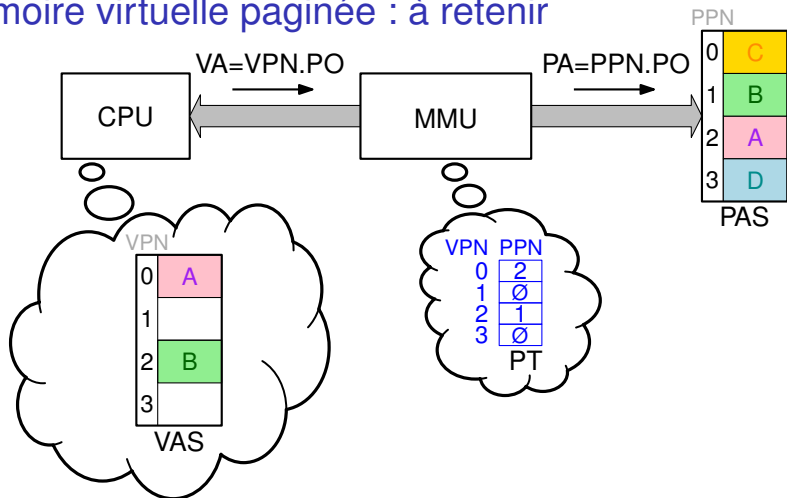 moire virtuelle paginée : à retenir
PPN
VA=VPN.PO
PA=PPN.PO
CPU
MMU
0 C
1 B
2 A
3 D
PAS
VPN
0 A
1
2 B
3
VAS
VPN PPN
0 2
1 Ø
2 1
3 Ø
PT